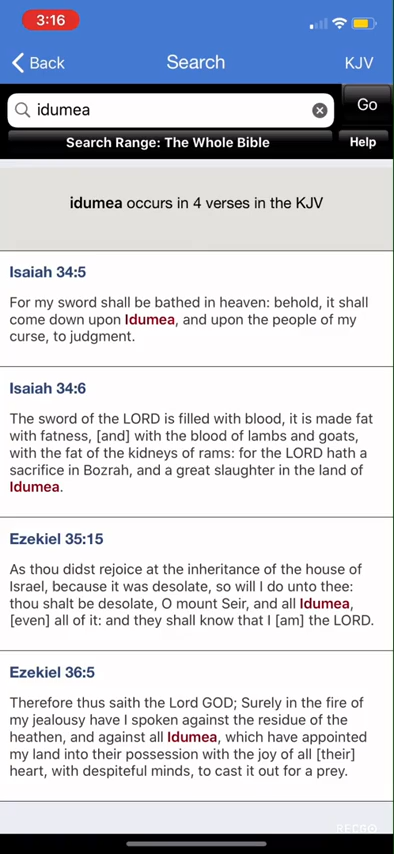 3:16
Back
Search
KJV
idumea
Go
Search Range: The Whole Bible
Help
idumea occurs in 4 verses in the KJV
Isaiah 34:5
For my sword shall be bathed in heaven: behold, it shall
come down upon Idumea, and upon the people of my
curse, to judgment.
Isaiah 34:6
The sword of the LORD is filled with blood, it is made fat
with fatness, [and] with the blood of lambs and goats,
with the fat of the kidneys of rams: for the LORD hath a
sacrifice in Bozrah, and a great slaughter in the land of
Idumea.
Ezekiel 35:15
As thou didst rejoice at the inheritance of the house of
Israel, because it was desolate, so will I do unto thee:
thou shalt be desolate, O mount Seir, and all Idumea,
[even] all of it: and they shall know that I [am] the LORD.
Ezekiel 36:5
Therefore thus saith the Lord GOD; Surely in the fire of
my jealousy have I spoken against the residue of the
heathen, and against all Idumea, which have appointed
my land into their possession with the joy of all [their]
heart, with despiteful minds, to cast it out for a prey.
RECGO